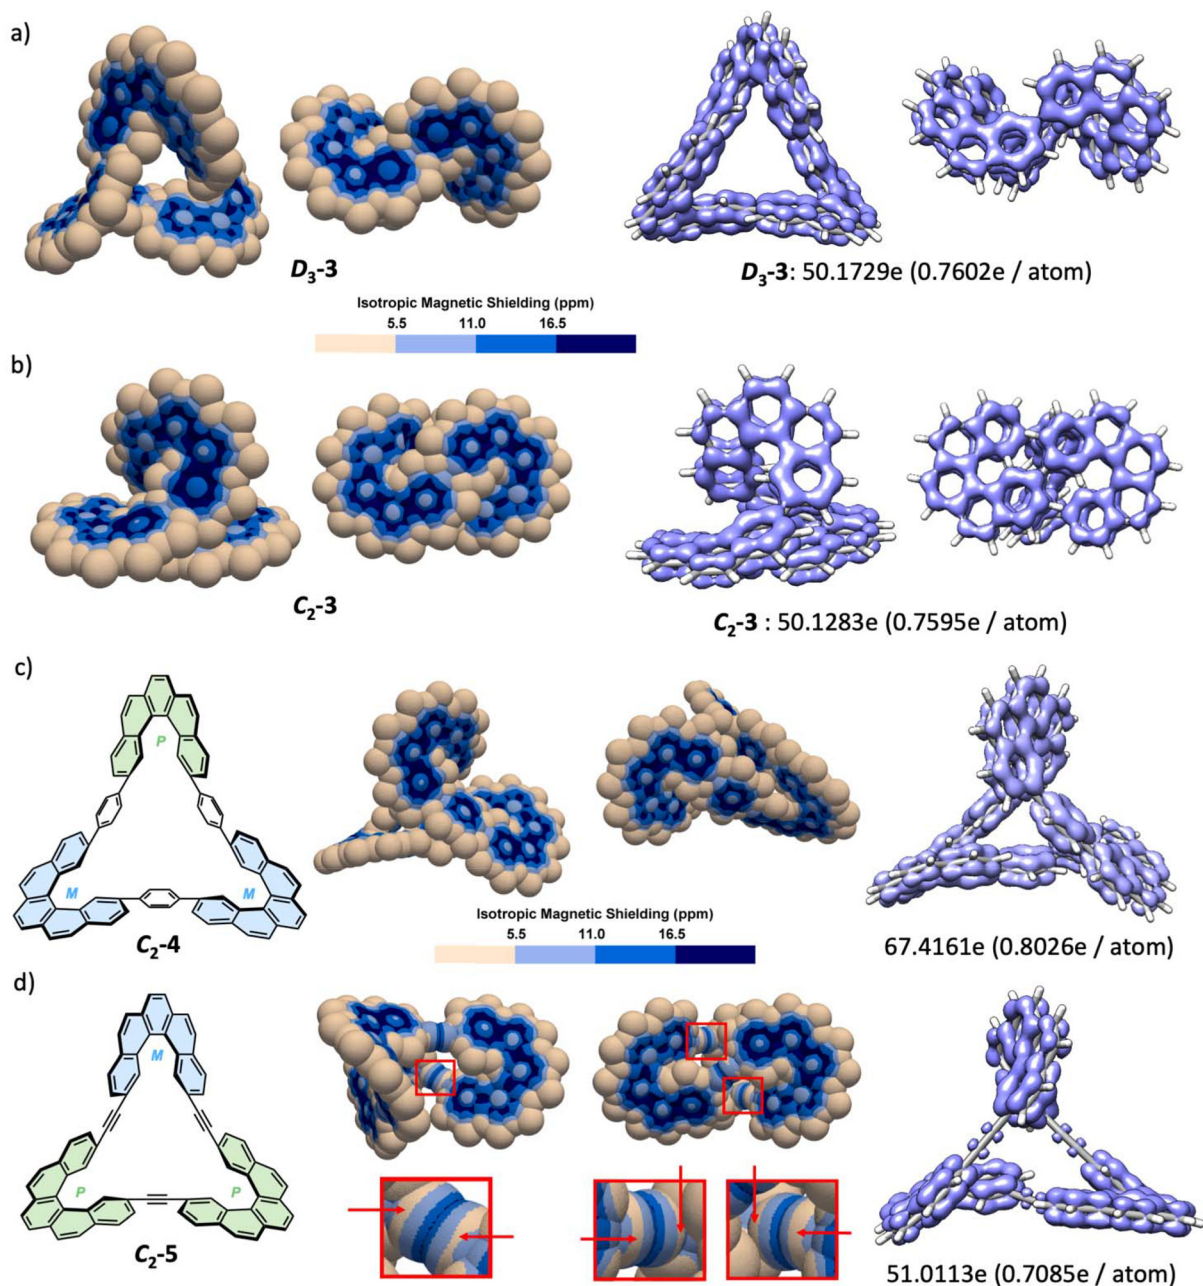 a)
D3-3
D3-3: 50.1729e (0.7602e / atom)
Isotropic Magnetic Shielding (ppm)
5.5 11.0 16.5
b)
C2-3
C2-3 : 50.1283e (0.7595e / atom)
c)
P
M M
C2-4
Isotropic Magnetic Shielding (ppm)
5.5 11.0 16.5
67.4161e (0.8026e / atom)
d)
M
P P
C2-5
51.0113e (0.7085e / atom)